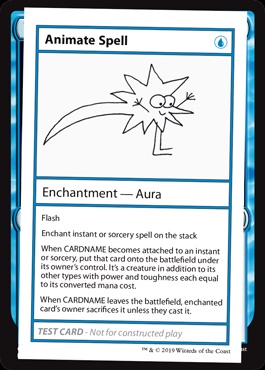 Animate Spell
Enchantment — Aura
Flash
Enchant instant or sorcery spell on the stack
When CARDNAME becomes attached to an instant
or sorcery, put that card onto the battlefield under
its owner's control. It's a creature in addition to its
other types with power and toughness each equal
to its converted mana cost.
When CARDNAME leaves the battlefield, enchanted
card's owner sacrifices it unless they cast it.
TEST CARD - Not for constructed play
™ & © 2019 Wizards of the Coast